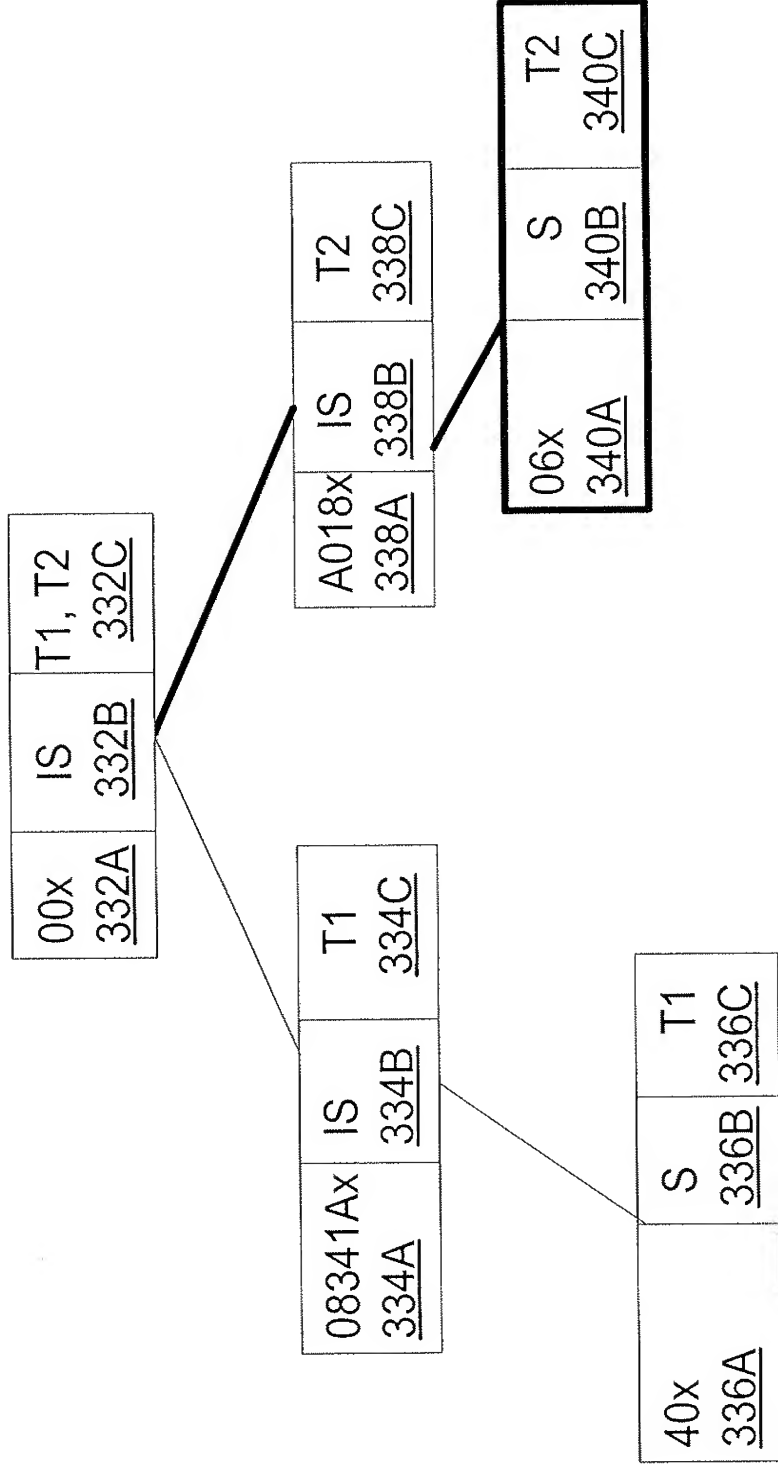 00x IS T1, T2
332A 332B 332C
08341Ax IS T1
334A 334B 334C
A018x IS T2
338A 338B 338C
40x S T1
336A 336B 336C
06x S T2
340A 340B 340C